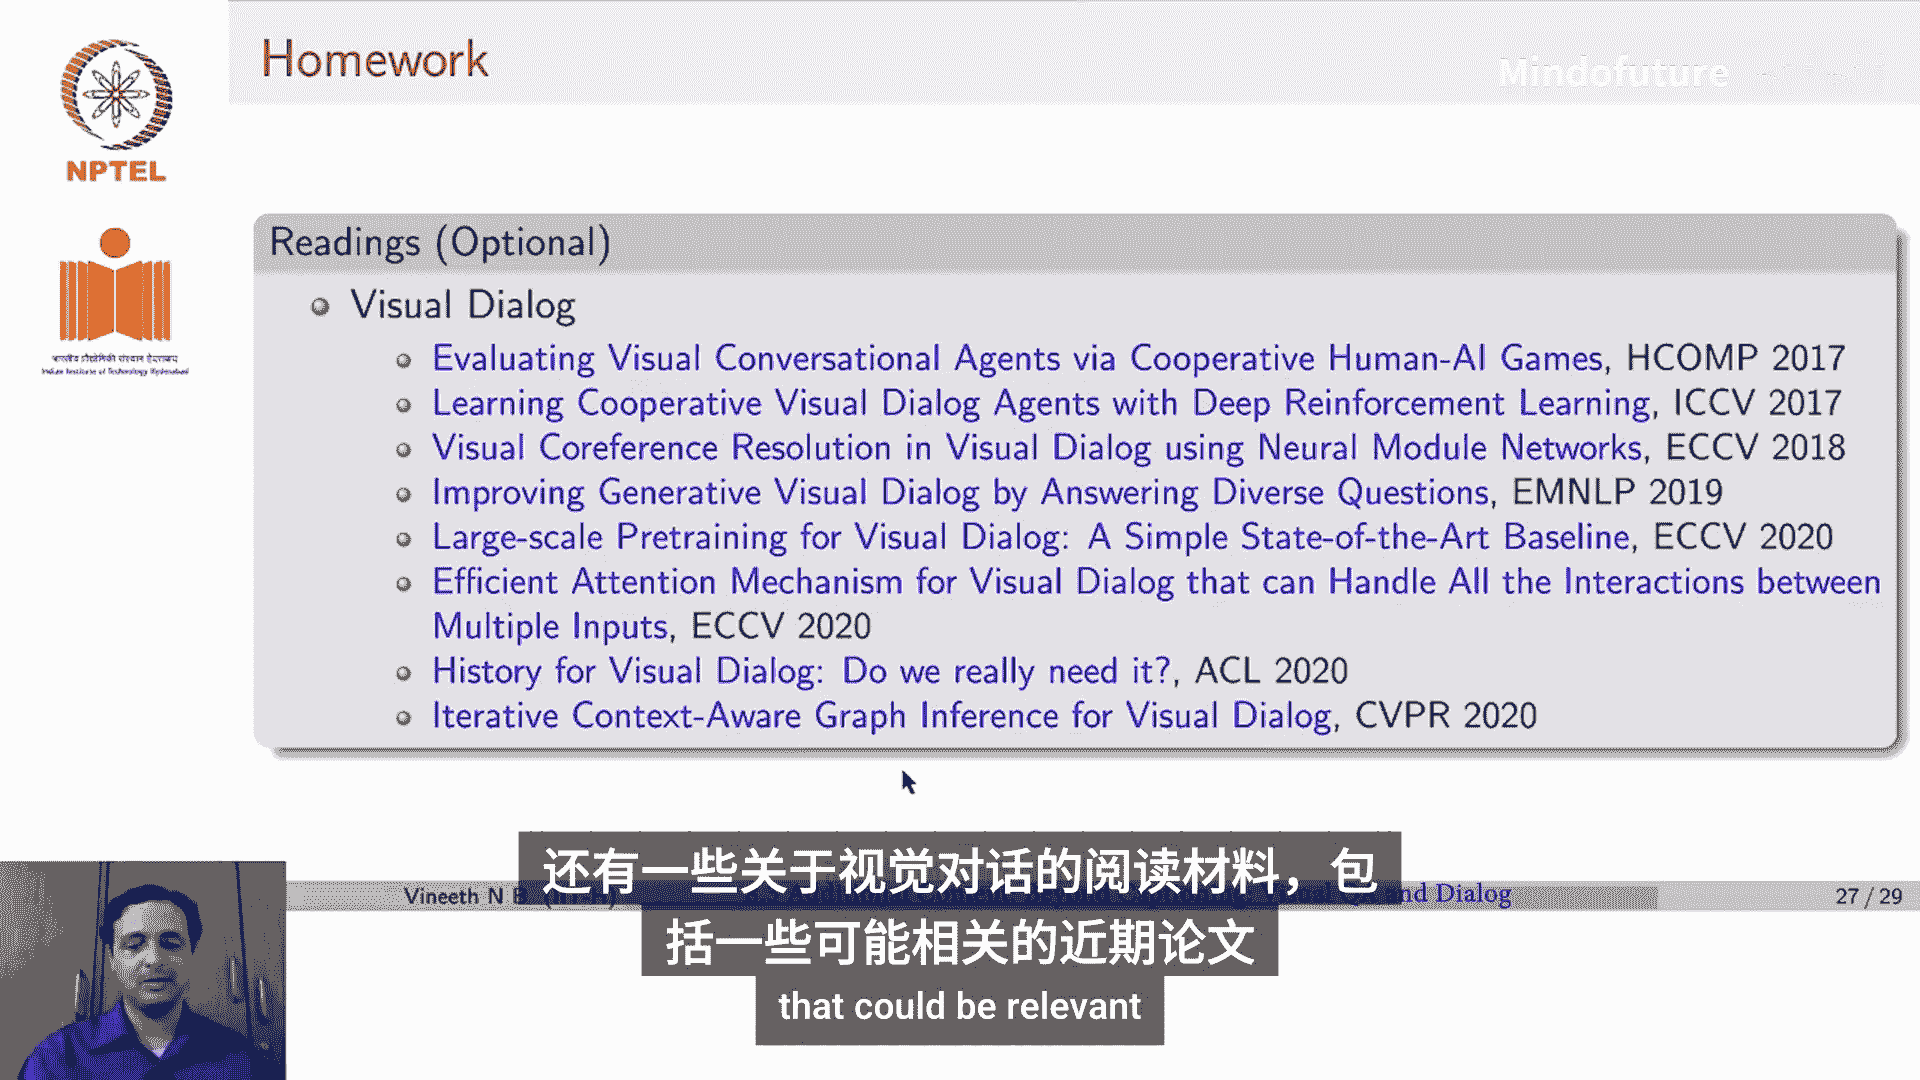 Homework
Mindofuture
NPTEL
Readings (Optional)
Visual Dialog
Evaluating Visual Conversational Agents via Cooperative Human-AI Games, HCOMP 2017
Learning Cooperative Visual Dialog Agents with Deep Reinforcement Learning, ICCV 2017
Visual Coreference Resolution in Visual Dialog using Neural Module Networks, ECCV 2018
Improving Generative Visual Dialog by Answering Diverse Questions, EMNLP 2019
Large-scale Pretraining for Visual Dialog: A Simple State-of-the-Art Baseline, ECCV 2020
Efficient Attention Mechanism for Visual Dialog that can Handle All the Interactions between
Multiple Inputs, ECCV 2020
History for Visual Dialog: Do we really need it?, ACL 2020
Iterative Context-Aware Graph Inference for Visual Dialog, CVPR 2020
Indian Institute of Technology Hyderabad
还有一些关于视觉对话的阅读材料，包
Vineeth N and Dialog 27 / 29
括一些可能相关的近期论文
that could be relevant